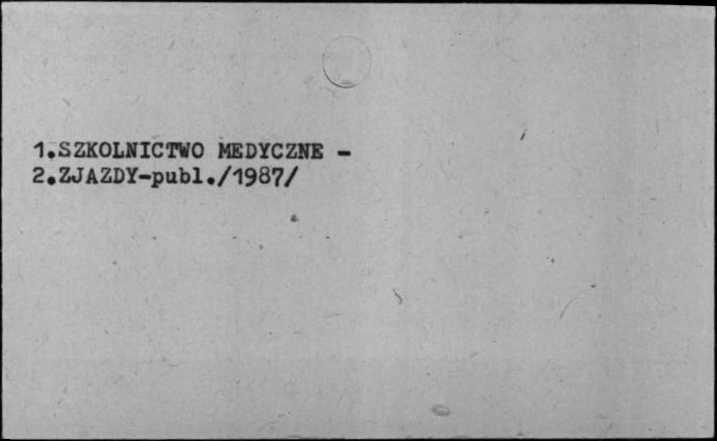 1.SZKOLNICTWO MEDYCZNE -
2.ZJAZDY-publ./1987/